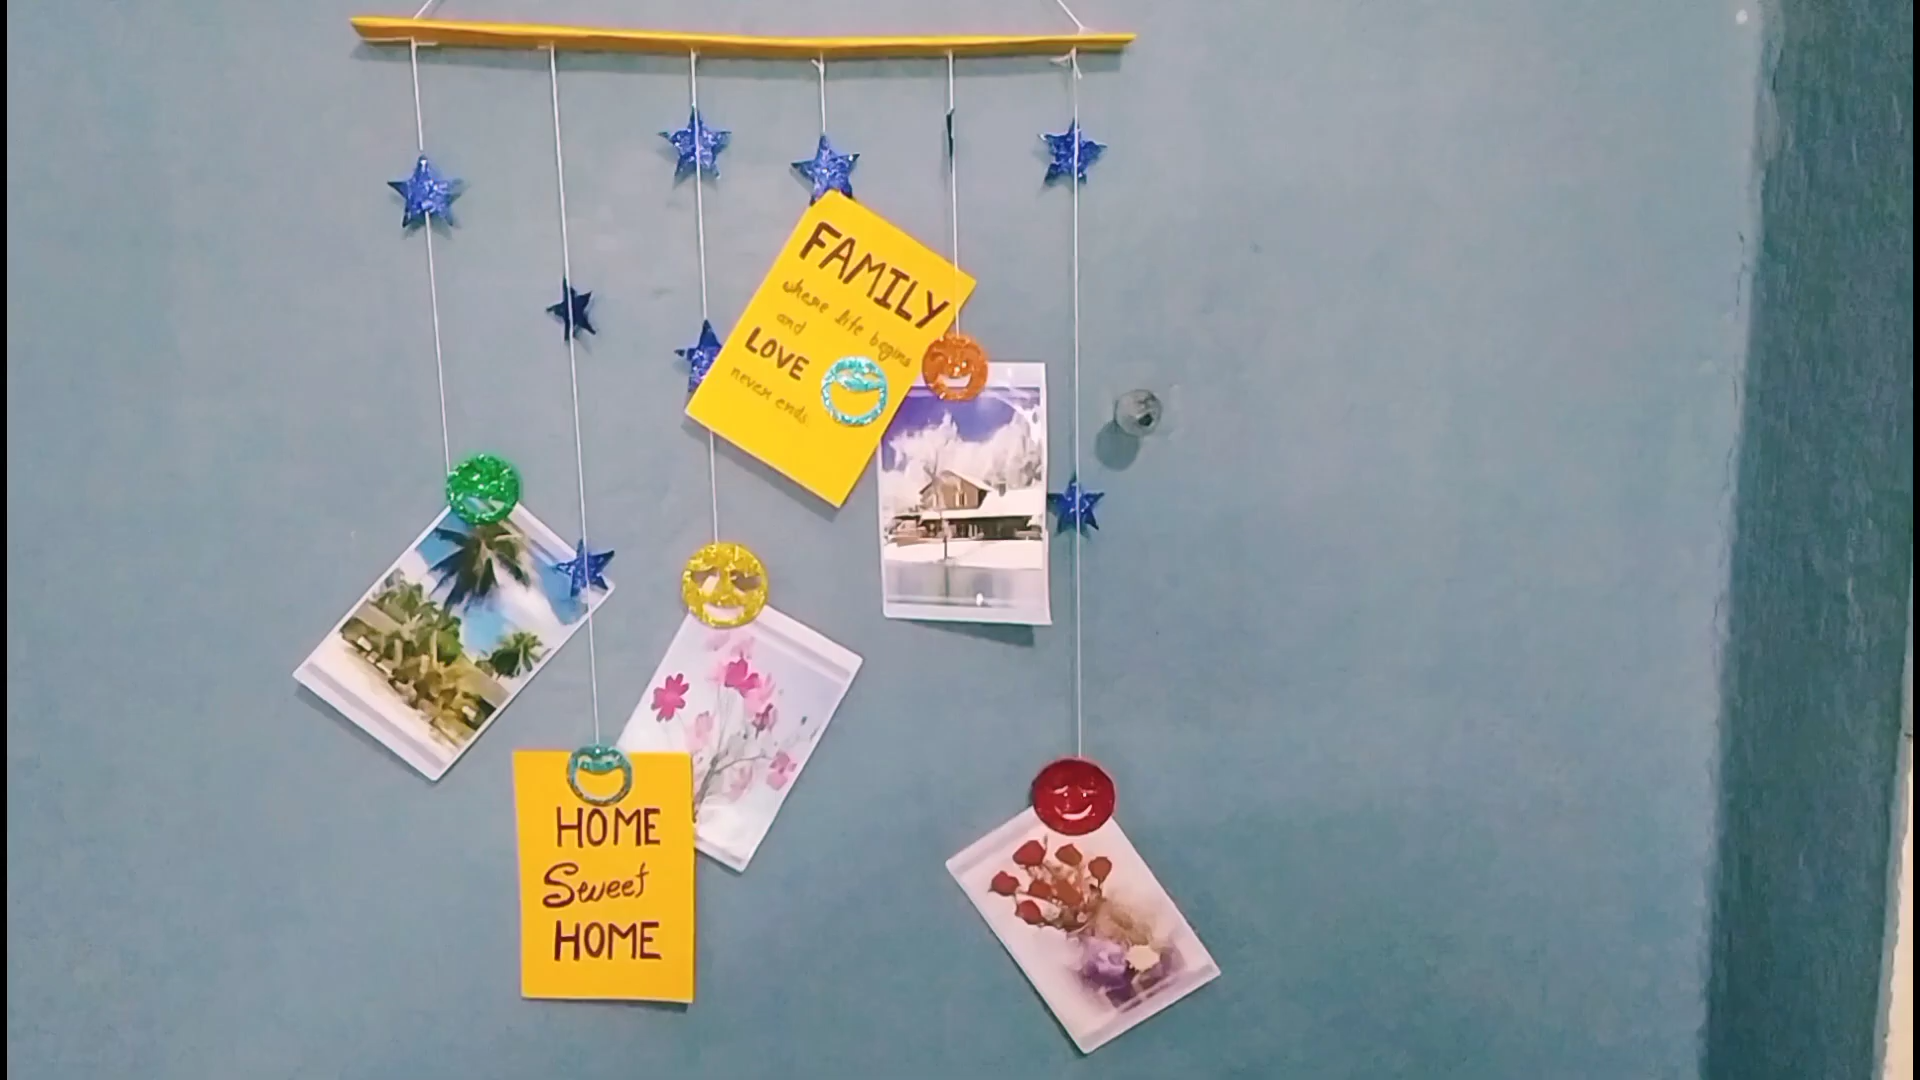 FAMILY
where life begins
and
LOVE
never ends.
HOME
Sweet
HOME